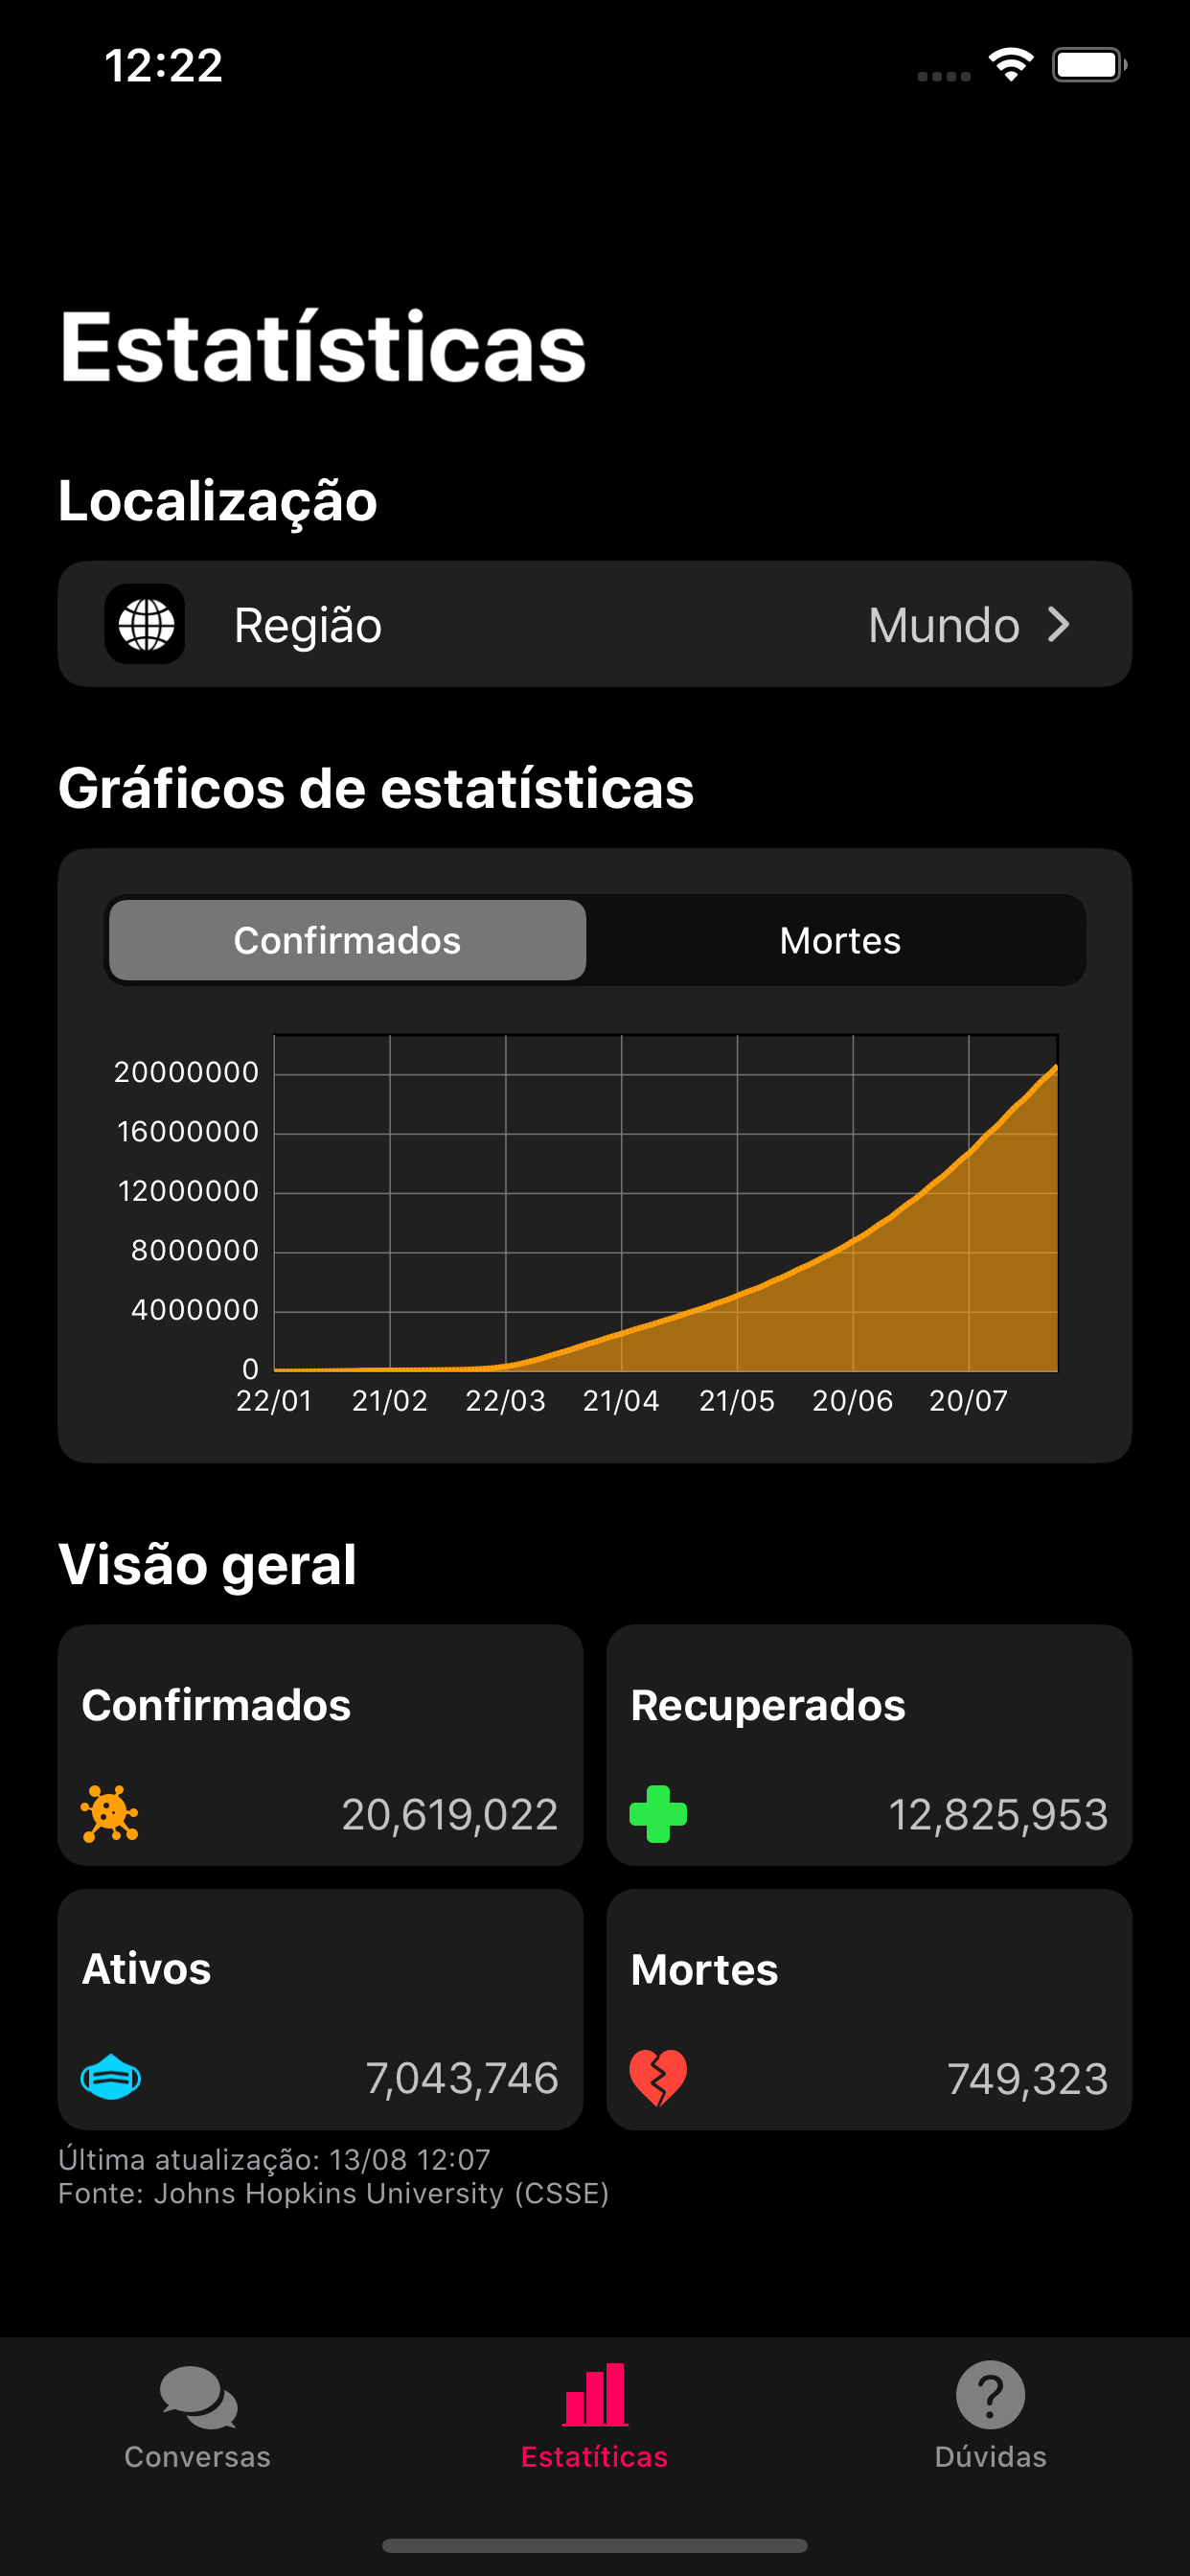 12:22
Estatísticas
Localização
Região Mundo
Gráficos de estatísticas
Confirmados Mortes
20000000
16000000
12000000
8000000
4000000
0
22/01 21/02 22/03 21/04 21/05 20/06 20/07
Visão geral
Confirmados Recuperados
20,619,022 12,825,953
Ativos Mortes
7,043,746 749,323
Última atualização: 13/08 12:07
Fonte: Johns Hopkins University (CSSE)
Conversas Estatíticas Dúvidas